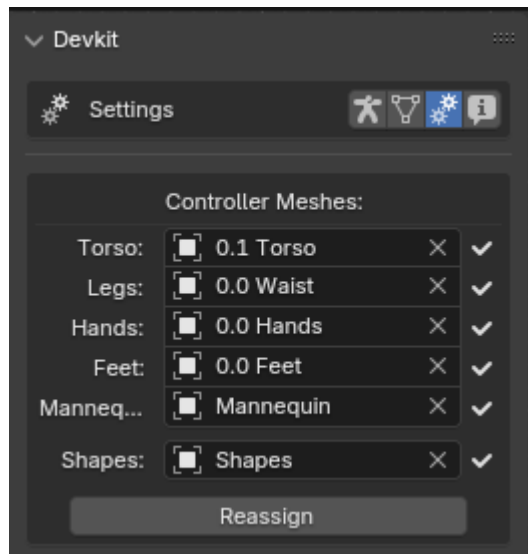 Devkit
Settings
Controller Meshes:
Torso: 0.1 Torso
Legs: 0.0 Waist
Hands: 0.0 Hands
Feet: 0.0 Feet
Manneq... Mannequin
Shapes: Shapes
Reassign